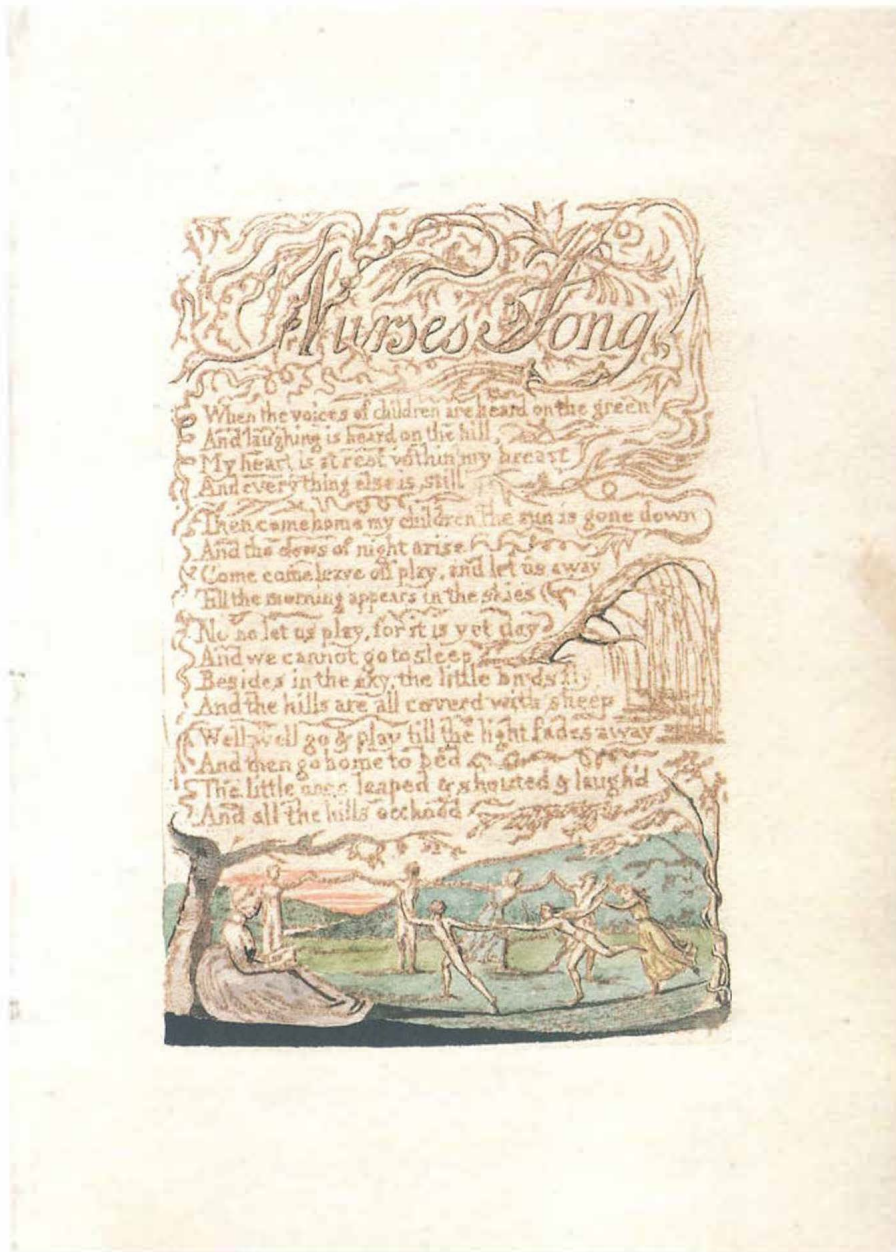 Nurses Song
When the voices of children are heard on the green
And laughing is heard on the hill,
My heart is at rest within my breast
And every thing else is still
Then come home my children the sun is gone down
And the dews of night arise
Come come leave off play, and let us away
Till the morning appears in the skies
No no let us play, for it is yet day
And we cannot go to sleep
Besides in the sky, the little birds fly
And the hills are all coverd with sheep
Well well go & play till the light fades away
And then go home to bed
The little ones leaped & shouted & laugh'd
And all the hills ecchoed